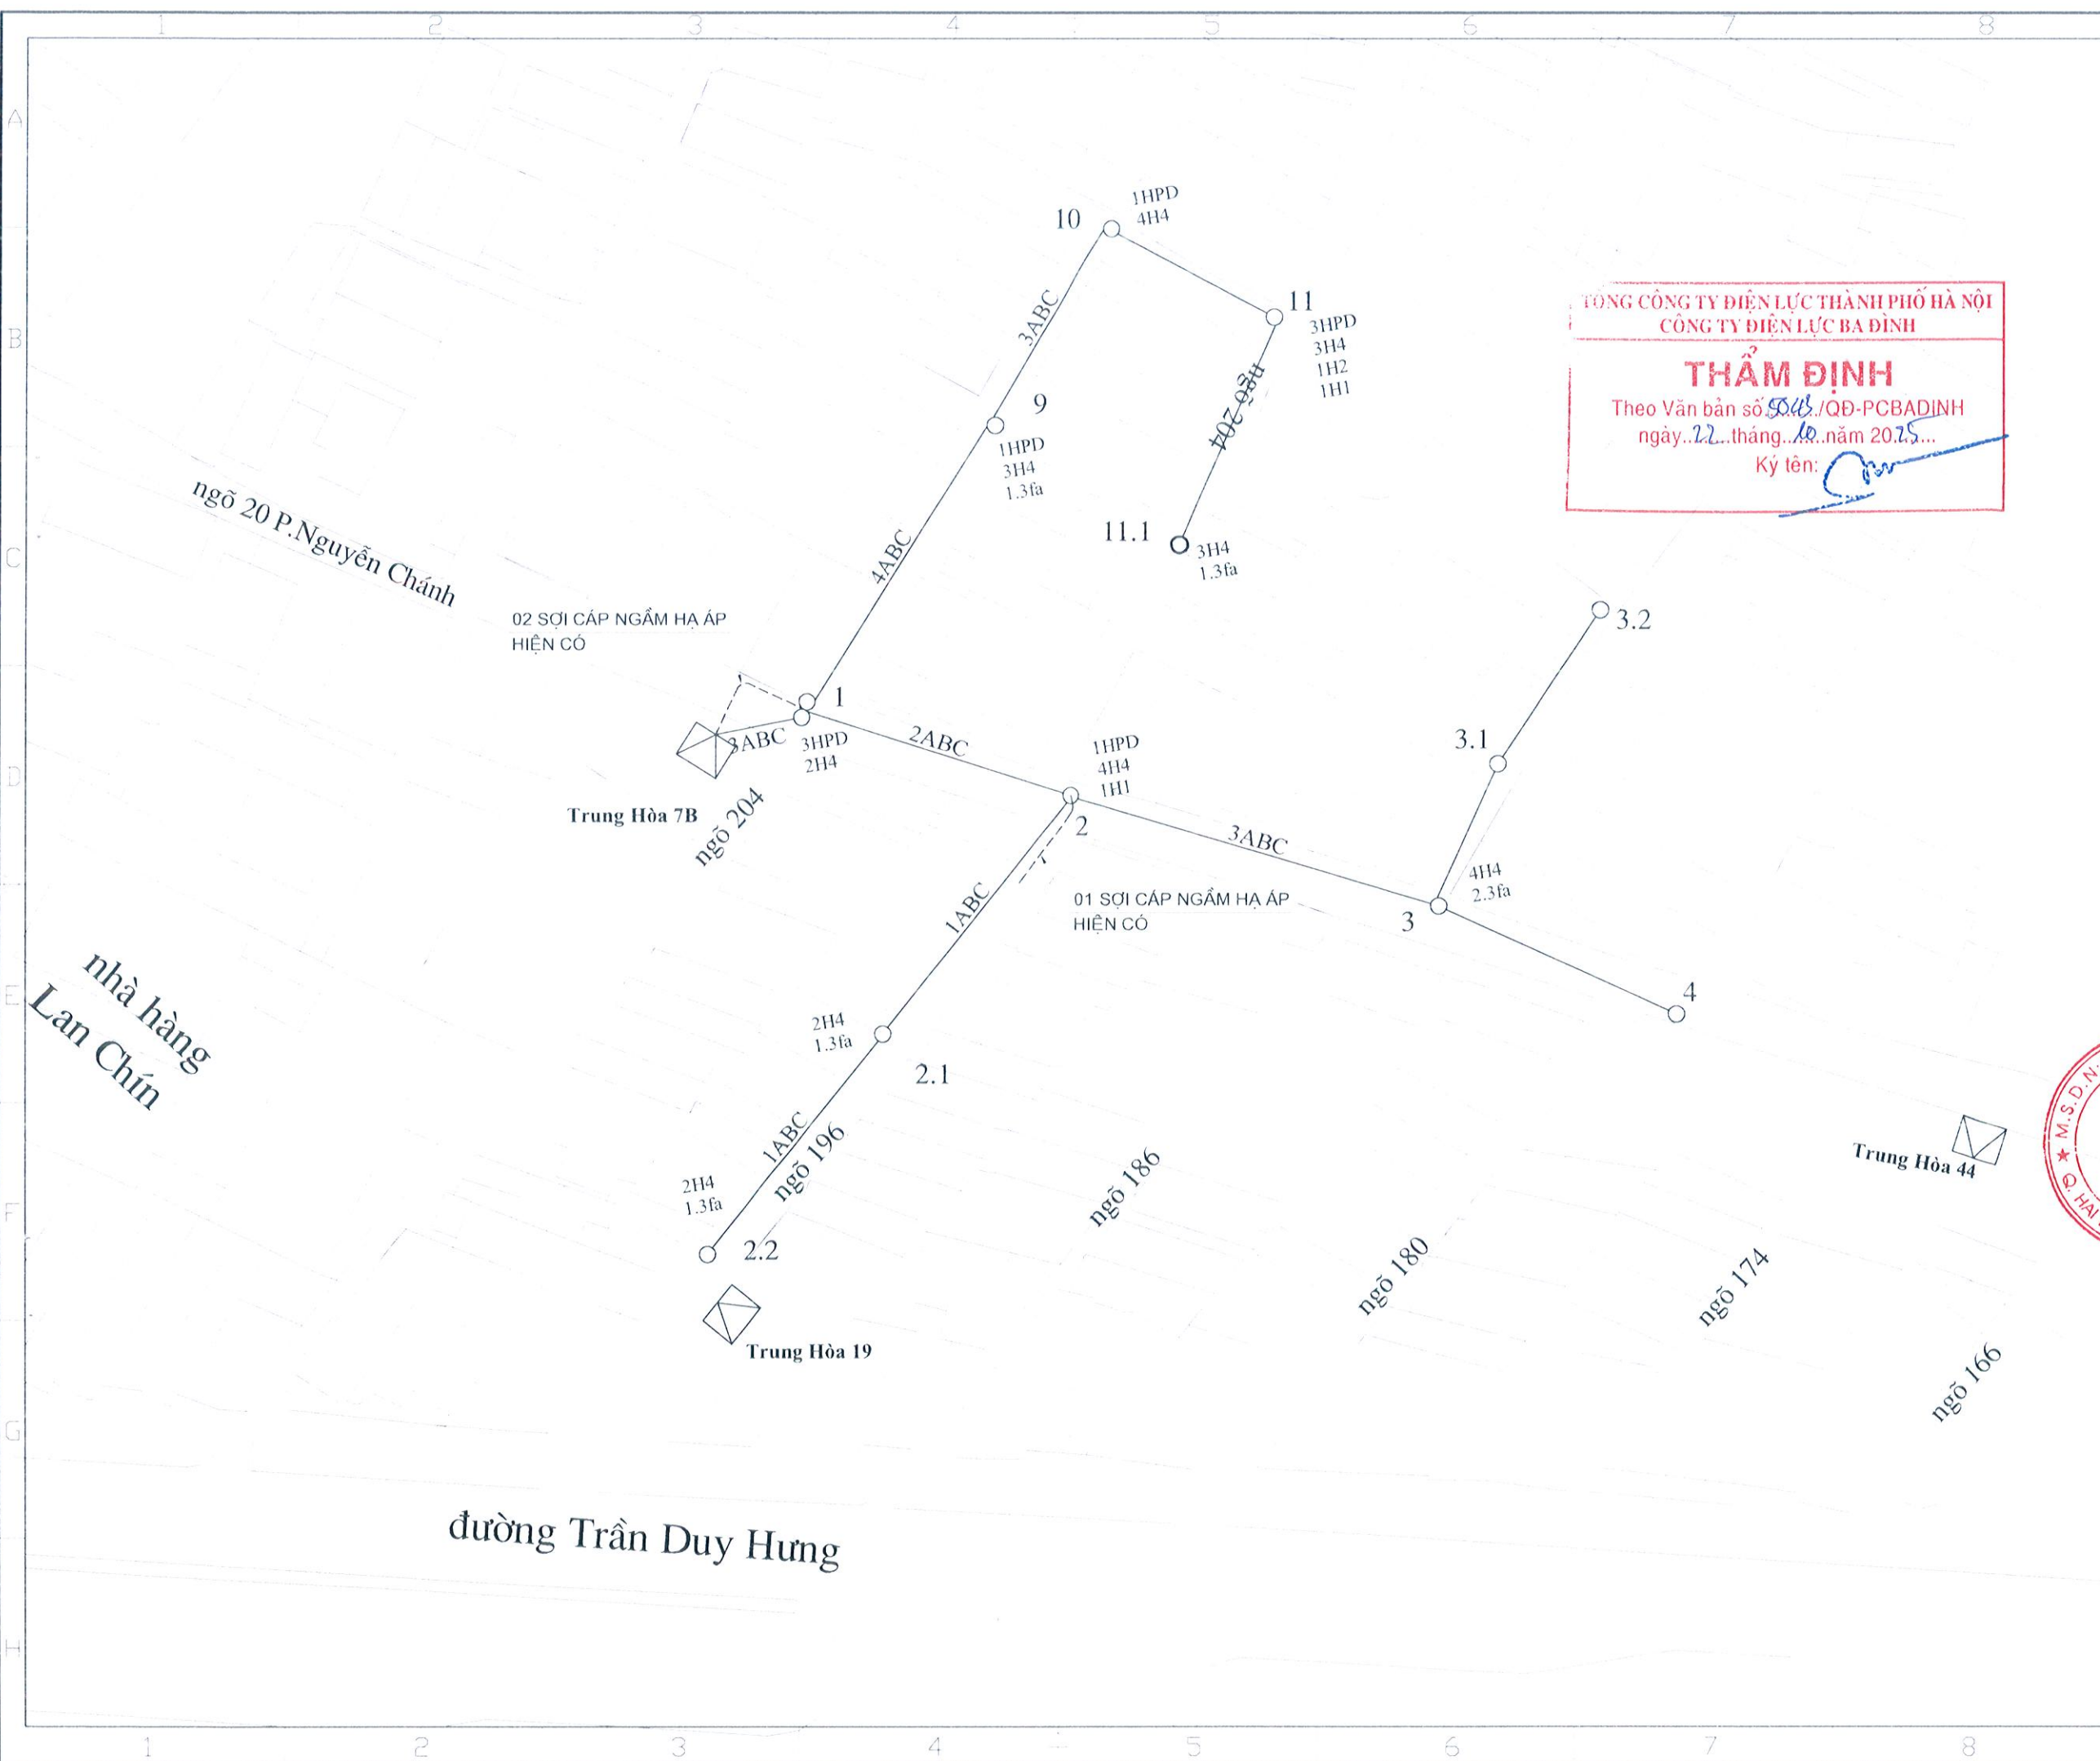 1 2 3 4 5 6 7 8
A
B
C
D
E
F
G
H
1HPD
4H4
10
3ABC
11
3HPD
3H4
1H2
1H1
ngõ 204
9
1HPD
3H4
1.3fa
11.1
3H4
1.3fa
4ABC
TỔNG CÔNG TY ĐIỆN LỰC THÀNH PHỐ HÀ NỘI
CÔNG TY ĐIỆN LỰC BA ĐÌNH
THẨM ĐỊNH
Theo Văn bản số 5043/QĐ-PCBADINH
ngày..22...tháng..10...năm 2025...
Ký tên:
ngõ 20 P.Nguyễn Chánh
02 SỢI CÁP NGẦM HẠ ÁP
HIỆN CÓ
1
3ABC
3HPD
2H4
Trung Hòa 7B
ngõ 204
2ABC
1HPD
4H4
1H1
2
3ABC
3.2
3.1
4H4
2.3fa
3
4
01 SỢI CÁP NGẦM HẠ ÁP
HIỆN CÓ
1ABC
nhà hàng
Lan Chín
2H4
1.3fa
2.1
1ABC
ngõ 196
2H4
1.3fa
2.2
Trung Hòa 19
ngõ 186
ngõ 180
ngõ 174
ngõ 166
Trung Hòa 44
M.S.D.N
Q. HAI
đường Trần Duy Hưng
1 2 3 4 5 6 7 8